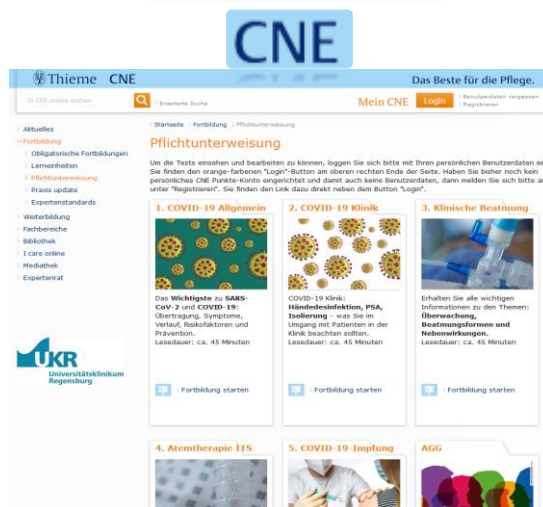 CNE
Thieme CNE
Das Beste für die Pflege.
In CNE.online suchen
Erweiterte Suche
Mein CNE
Login
Benutzerdaten vergessen
Registrieren
Aktuelles
Fortbildung
Obligatorische Fortbildungen
Lerneinheiten
Pflichtunterweisung
Praxis update
Expertenstandards
Weiterbildung
Fachbereiche
Bibliothek
I care online
Mediathek
Expertenrat
UKR
Universitätsklinikum
Regensburg
Startseite Fortbildung Pflichtunterweisung
Pflichtunterweisung
Um die Tests einsehen und bearbeiten zu können, loggen Sie sich bitte mit Ihren persönlichen Benutzerdaten ei
Sie finden den orange-farbenen "Login"-Button am oberen rechten Ende der Seite. Haben Sie bisher noch kein
persönliches CNE Punkte-Konto eingerichtet und damit auch keine Benutzerdaten, dann melden Sie sich bitte a
unter "Registrieren". Sie finden den Link dazu direkt neben dem Button "Login".
1. COVID-19 Allgemein
Das Wichtigste zu SARS-
CoV-2 und COVID-19:
Übertragung, Symptome,
Verlauf, Risikofaktoren und
Prävention.
Lesedauer: ca. 45 Minuten
Fortbildung starten
2. COVID-19 Klinik
COVID-19 Klinik:
Händedesinfektion, PSA,
Isolierung - was Sie im
Umgang mit Patienten in der
Klinik beachten sollten.
Lesedauer: ca. 45 Minuten
Fortbildung starten
3. Klinische Beatmung
Erhalten Sie alle wichtigen
Informationen zu den Themen:
Überwachung,
Beatmungsformen und
Nebenwirkungen.
Lesedauer: ca. 45 Minuten
Fortbildung starten
4. Atemtherapie ITS
5. COVID-19-Impfung
AGG